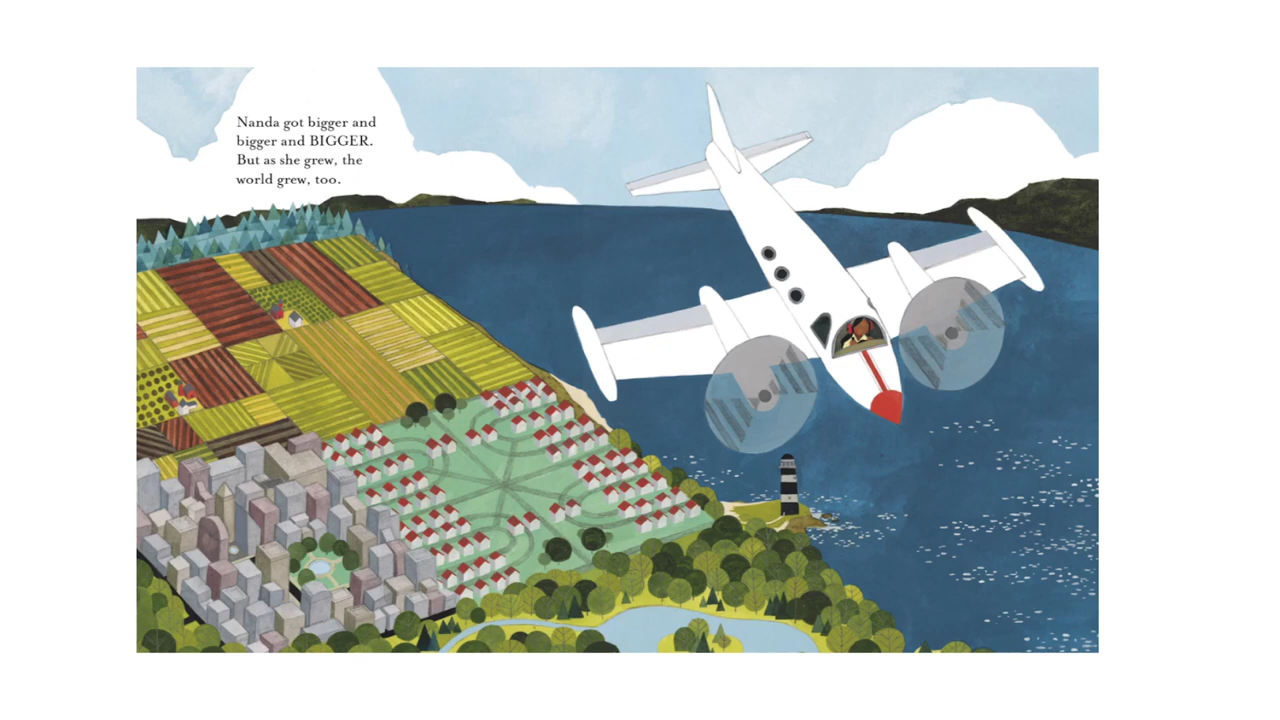 Nanda got bigger and
bigger and BIGGER.
But as she grew, the
world grew, too.